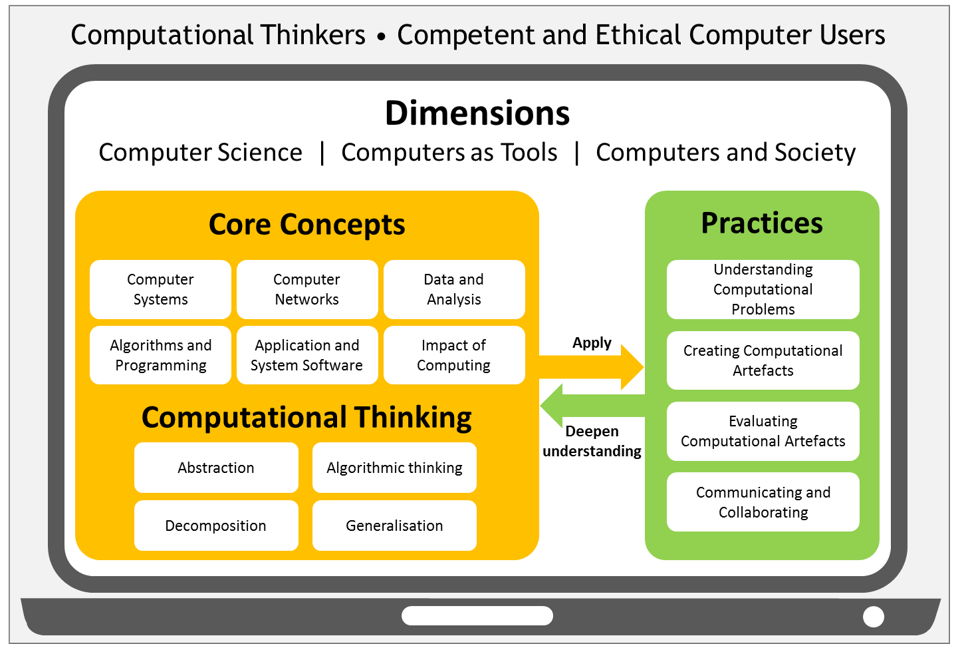 Computational Thinkers • Competent and Ethical Computer Users
Dimensions
Computer Science | Computers as Tools | Computers and Society
Core Concepts
Computer
Systems
Computer
Networks
Data and
Analysis
Algorithms and
Programming
Application and
System Software
Impact of
Computing
Computational Thinking
Abstraction
Algorithmic thinking
Decomposition
Generalisation
Apply
Deepen
understanding
Practices
Understanding
Computational
Problems
Creating Computational
Artefacts
Evaluating
Computational Artefacts
Communicating and
Collaborating